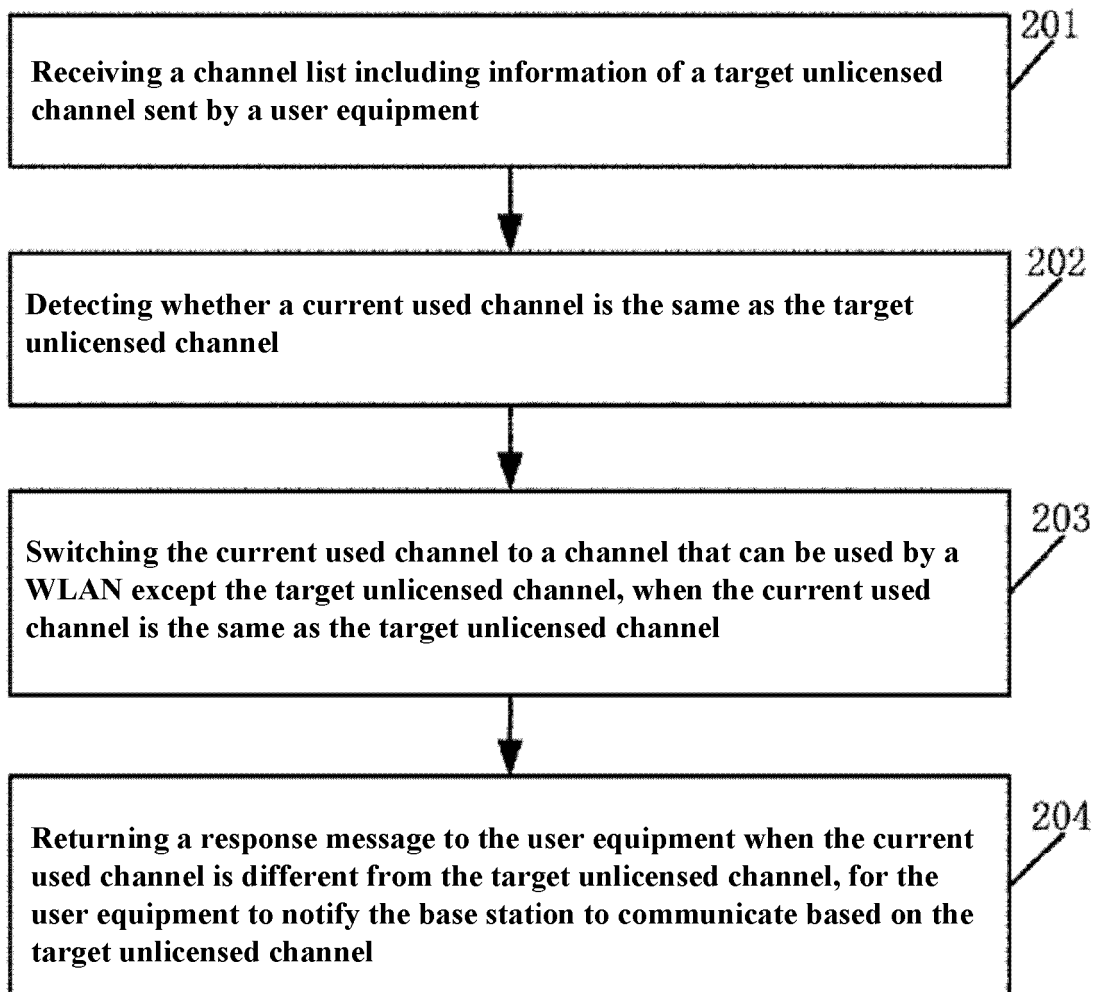 201
Receiving a channel list including information of a target unlicensed
channel sent by a user equipment
202
Detecting whether a current used channel is the same as the target
unlicensed channel
203
Switching the current used channel to a channel that can be used by a
WLAN except the target unlicensed channel, when the current used
channel is the same as the target unlicensed channel
204
Returning a response message to the user equipment when the current
used channel is different from the target unlicensed channel, for the
user equipment to notify the base station to communicate based on the
target unlicensed channel